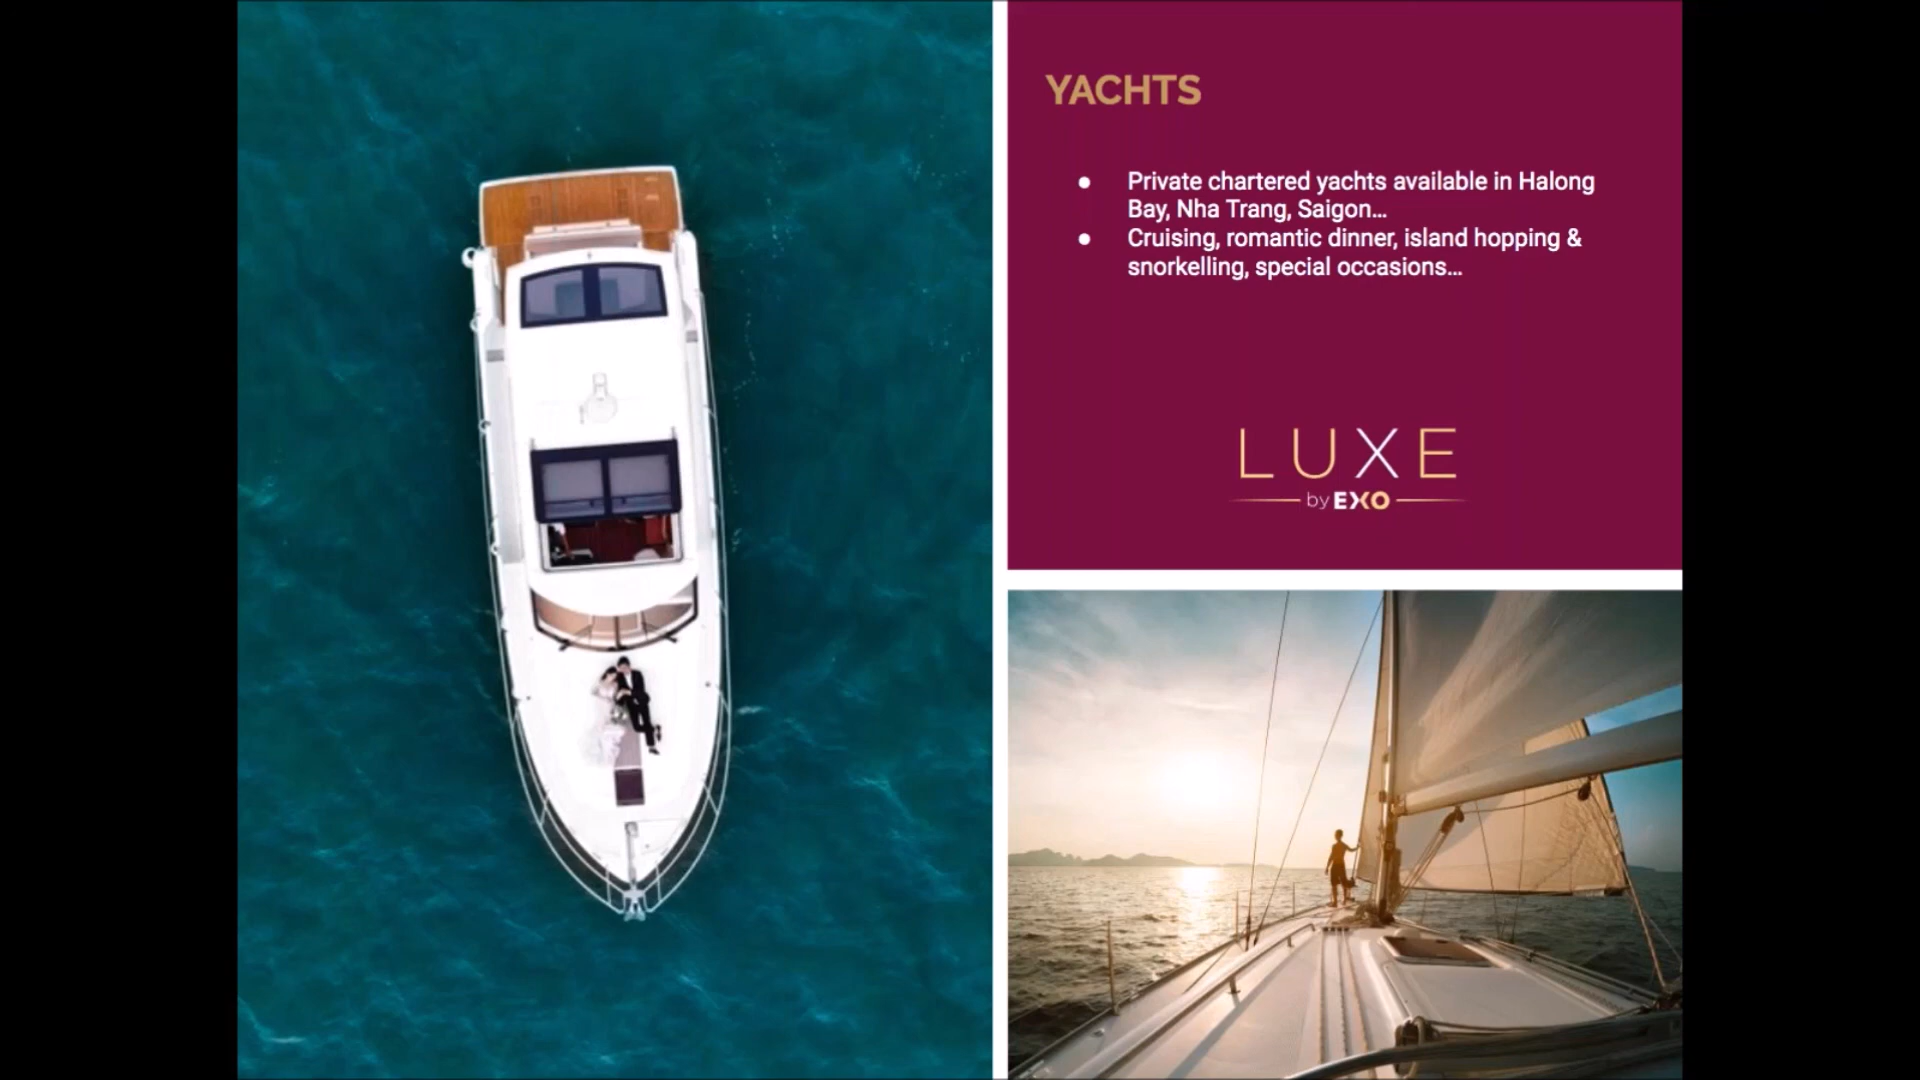 YACHTS
● Private chartered yachts available in Halong
Bay, Nha Trang, Saigon...
● Cruising, romantic dinner, island hopping &
snorkelling, special occasions...
LUXE
by EXO